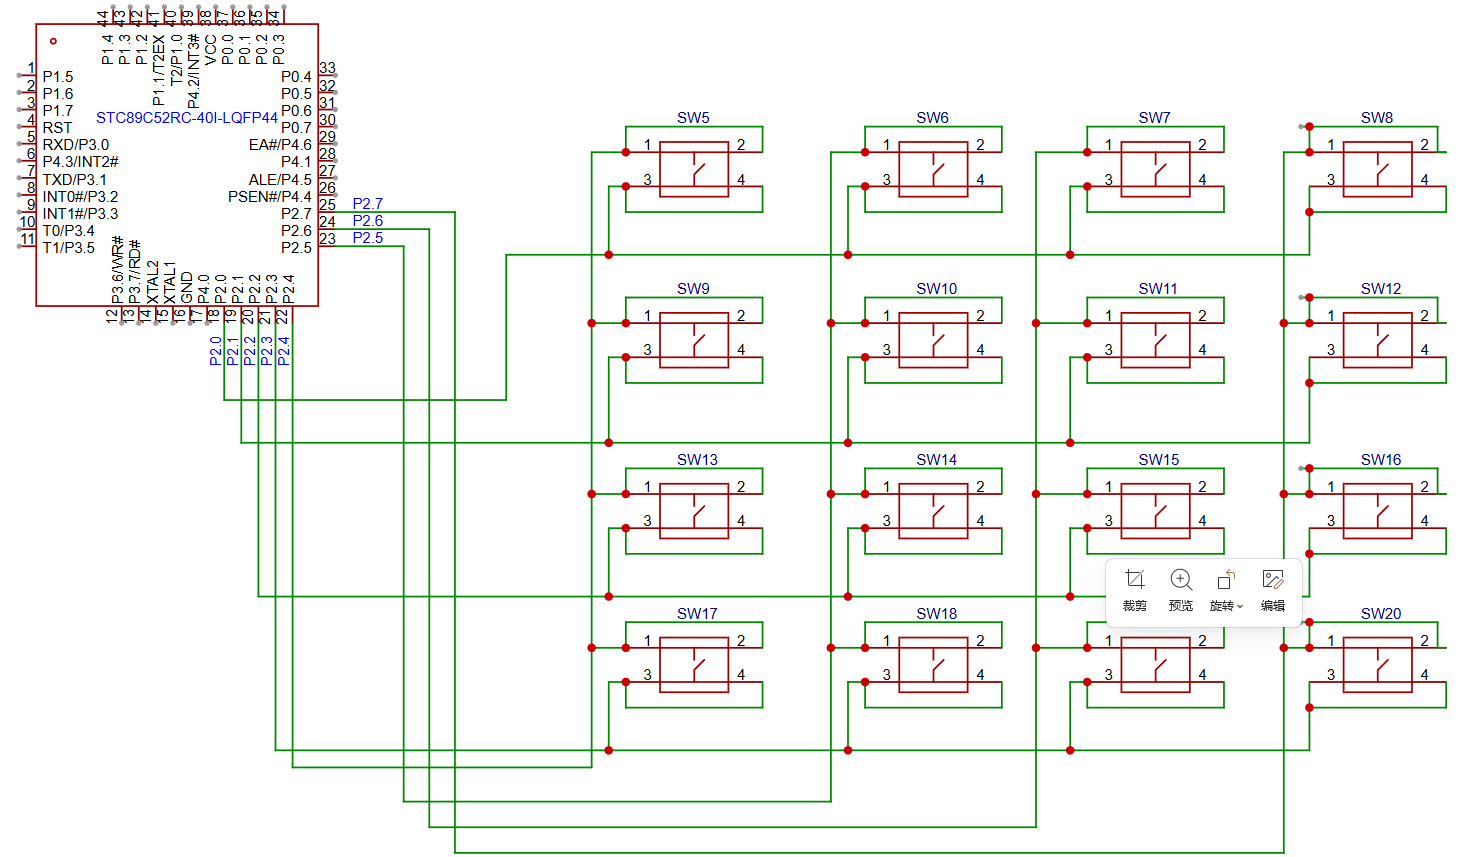 44 43 42 41 40 39 38 37 36 35 34
P1.4 P1.3 P1.2 P1.1/T2EX T2/P1.0 P4.2/INT3# VCC P0.0 P0.1 P0.2 P0.3
1 P1.5 P0.4 33
2 P1.6 P0.5 32
3 P1.7 P0.6 31
STC89C52RC-40I-LQFP44
4 RST P0.7 30
5 RXD/P3.0 EA#/P4.6 29
6 P4.3/INT2# P4.1 28
7 TXD/P3.1 ALE/P4.5 27
8 INT0#/P3.2 PSEN#/P4.4 26
9 INT1#/P3.3 P2.7 25 P2.7
10 T0/P3.4 P2.6 24 P2.6
11 T1/P3.5 P2.5 23 P2.5
P3.6/WR# P3.7/RD# XTAL2 XTAL1 GND P4.0 P2.0 P2.1 P2.2 P2.3 P2.4
12 13 14 15 16 17 18 19 20 21 22
P2.0 P2.1 P2.2 P2.3 P2.4
SW5 SW6 SW7 SW8
1 2 1 2 1 2 1 2
3 4 3 4 3 4 3 4
SW9 SW10 SW11 SW12
1 2 1 2 1 2 1 2
3 4 3 4 3 4 3 4
SW13 SW14 SW15 SW16
1 2 1 2 1 2 1 2
3 4 3 4 3 4 3 4
裁剪 预览 旋转 编辑
SW17 SW18 SW20
1 2 1 2 1 2 1 2
3 4 3 4 3 4 3 4